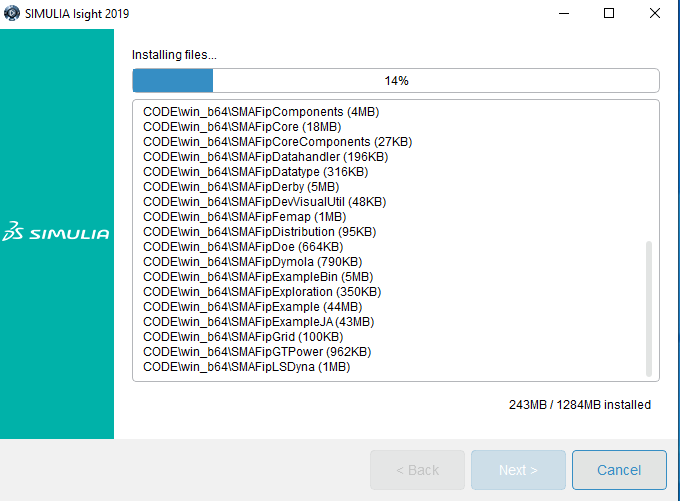 SIMULIA Isight 2019
Installing files...
14%
CODE\win_b64\SMAFipComponents (4MB)
CODE\win_b64\SMAFipCore (18MB)
CODE\win_b64\SMAFipCoreComponents (27KB)
CODE\win_b64\SMAFipDatahandler (196KB)
CODE\win_b64\SMAFipDatatype (316KB)
CODE\win_b64\SMAFipDerby (5MB)
CODE\win_b64\SMAFipDevVisualUtil (48KB)
CODE\win_b64\SMAFipFemap (1MB)
CODE\win_b64\SMAFipDistribution (95KB)
CODE\win_b64\SMAFipDoe (664KB)
CODE\win_b64\SMAFipDymola (790KB)
CODE\win_b64\SMAFipExampleBin (5MB)
CODE\win_b64\SMAFipExploration (350KB)
CODE\win_b64\SMAFipExample (44MB)
CODE\win_b64\SMAFipExampleJA (43MB)
CODE\win_b64\SMAFipGrid (100KB)
CODE\win_b64\SMAFipGTPower (962KB)
CODE\win_b64\SMAFipLSDyna (1MB)
SIMULIA
243MB / 1284MB installed
< Back
Next >
Cancel